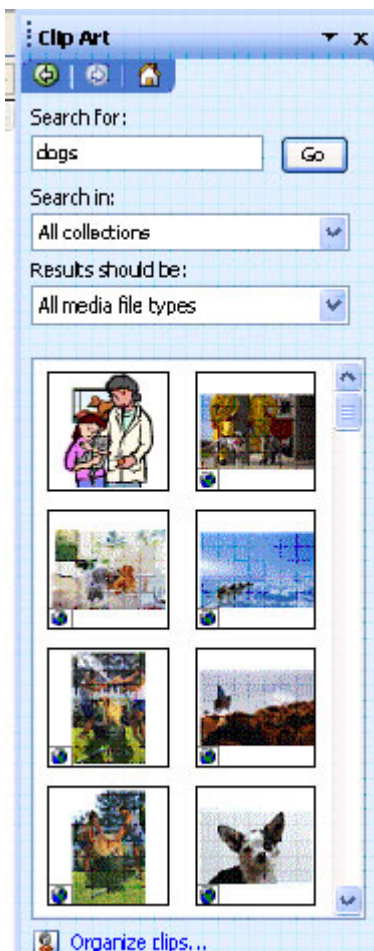 Clip Art
Search for:
dogs
Go
Search in:
All collections
Results should be:
All media file types
Organize clips...